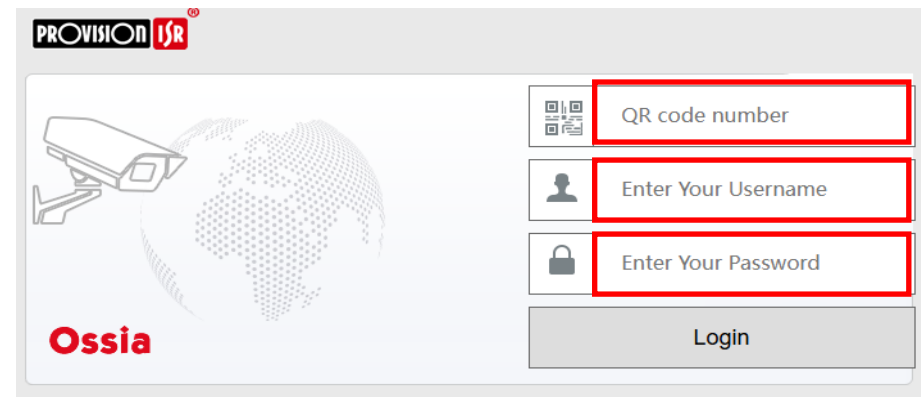 PROVISION ISR®
QR code number
Enter Your Username
Enter Your Password
Ossia
Login